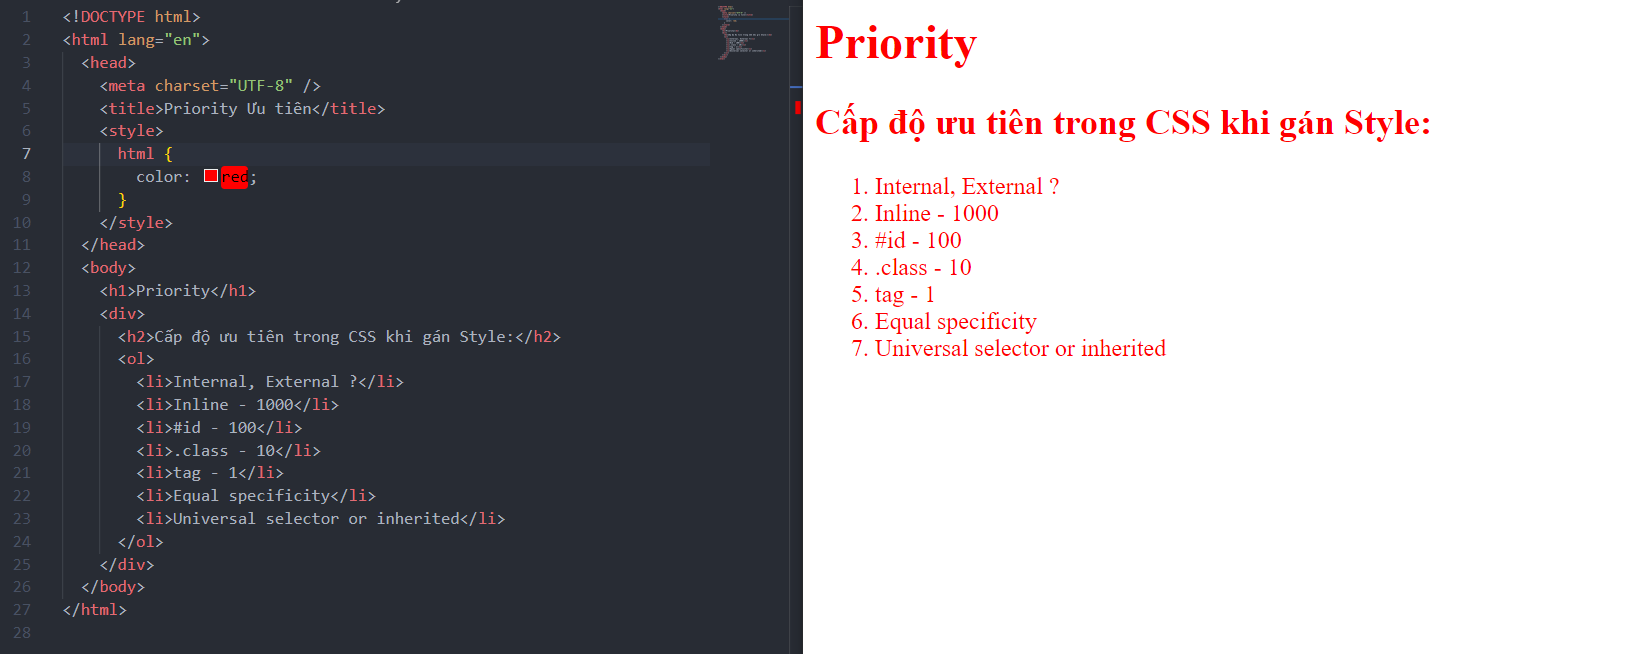 1 <!DOCTYPE html>
2 <html lang="en">
3 <head>
4 <meta charset="UTF-8" />
5 <title>Priority Ưu tiên</title>
6 <style>
7 html {
8 color: red;
9 }
10 </style>
11 </head>
12 <body>
13 <h1>Priority</h1>
14 <div>
15 <h2>Cấp độ ưu tiên trong CSS khi gán Style:</h2>
16 <ol>
17 <li>Internal, External ?</li>
18 <li>Inline - 1000</li>
19 <li>#id - 100</li>
20 <li>.class - 10</li>
21 <li>tag - 1</li>
22 <li>Equal specificity</li>
23 <li>Universal selector or inherited</li>
24 </ol>
25 </div>
26 </body>
27 </html>
28
Priority
Cấp độ ưu tiên trong CSS khi gán Style:
1. Internal, External ?
2. Inline - 1000
3. #id - 100
4. .class - 10
5. tag - 1
6. Equal specificity
7. Universal selector or inherited